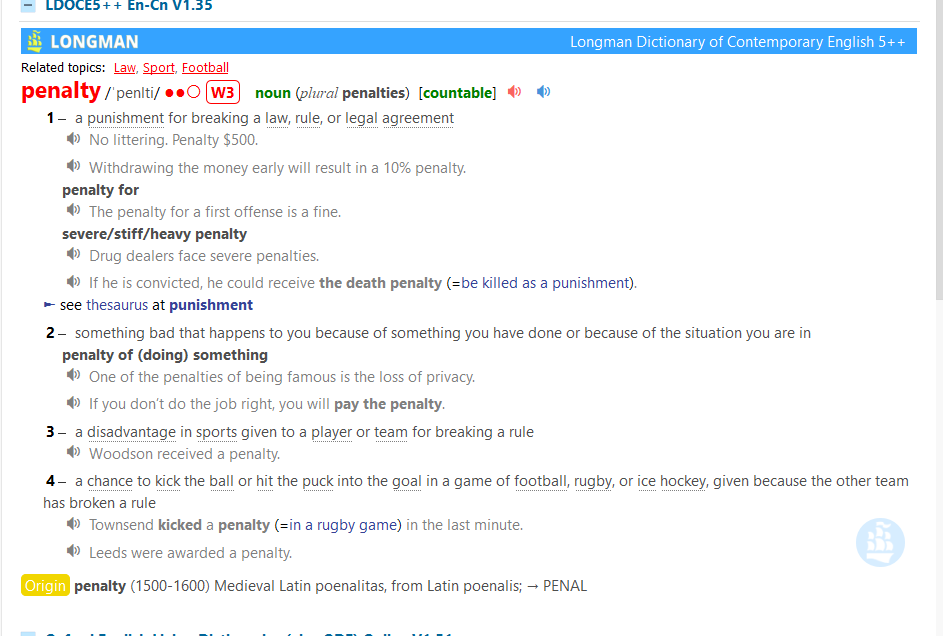 LDOCE5++ En-Cn V1.35
LONGMAN Longman Dictionary of Contemporary English 5++
Related topics: Law, Sport, Football
penalty /ˈpenlti/ ●●○ W3 noun (plural penalties) [countable]
1 – a punishment for breaking a law, rule, or legal agreement
No littering. Penalty $500.
Withdrawing the money early will result in a 10% penalty.
penalty for
The penalty for a first offense is a fine.
severe/stiff/heavy penalty
Drug dealers face severe penalties.
If he is convicted, he could receive the death penalty (=be killed as a punishment).
► see thesaurus at punishment
2 – something bad that happens to you because of something you have done or because of the situation you are in
penalty of (doing) something
One of the penalties of being famous is the loss of privacy.
If you don’t do the job right, you will pay the penalty.
3 – a disadvantage in sports given to a player or team for breaking a rule
Woodson received a penalty.
4 – a chance to kick the ball or hit the puck into the goal in a game of football, rugby, or ice hockey, given because the other team
has broken a rule
Townsend kicked a penalty (=in a rugby game) in the last minute.
Leeds were awarded a penalty.
Origin penalty (1500-1600) Medieval Latin poenalitas, from Latin poenalis; → PENAL